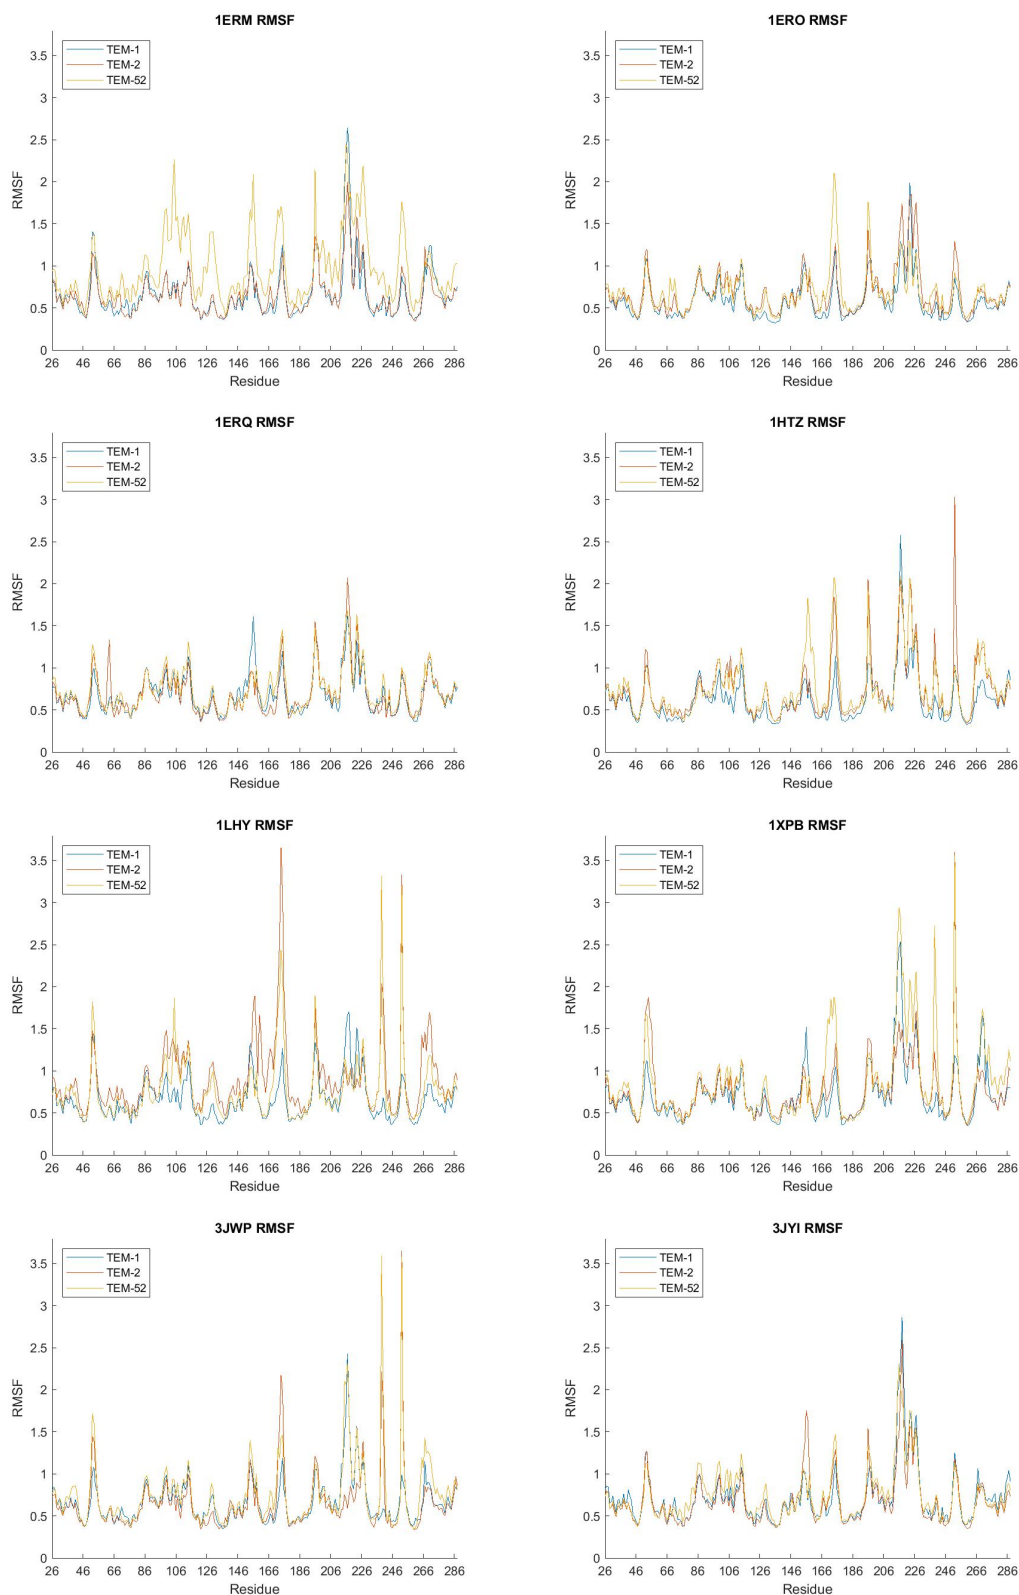 1ERM RMSF
TEM-1
TEM-2
TEM-52
3.5
3
2.5
2
1.5
1
0.5
0
RMSF
26 46 66 86 106 126 146 166 186 206 226 246 266 286
Residue
1ERO RMSF
TEM-1
TEM-2
TEM-52
3.5
3
2.5
2
1.5
1
0.5
0
RMSF
26 46 66 86 106 126 146 166 186 206 226 246 266 286
Residue
1ERQ RMSF
TEM-1
TEM-2
TEM-52
3.5
3
2.5
2
1.5
1
0.5
0
RMSF
26 46 66 86 106 126 146 166 186 206 226 246 266 286
Residue
1HTZ RMSF
TEM-1
TEM-2
TEM-52
3.5
3
2.5
2
1.5
1
0.5
0
RMSF
26 46 66 86 106 126 146 166 186 206 226 246 266 286
Residue
1LHY RMSF
TEM-1
TEM-2
TEM-52
3.5
3
2.5
2
1.5
1
0.5
0
RMSF
26 46 66 86 106 126 146 166 186 206 226 246 266 286
Residue
1XPB RMSF
TEM-1
TEM-2
TEM-52
3.5
3
2.5
2
1.5
1
0.5
0
RMSF
26 46 66 86 106 126 146 166 186 206 226 246 266 286
Residue
3JWP RMSF
TEM-1
TEM-2
TEM-52
3.5
3
2.5
2
1.5
1
0.5
0
RMSF
26 46 66 86 106 126 146 166 186 206 226 246 266 286
Residue
3JYI RMSF
TEM-1
TEM-2
TEM-52
3.5
3
2.5
2
1.5
1
0.5
0
RMSF
26 46 66 86 106 126 146 166 186 206 226 246 266 286
Residue